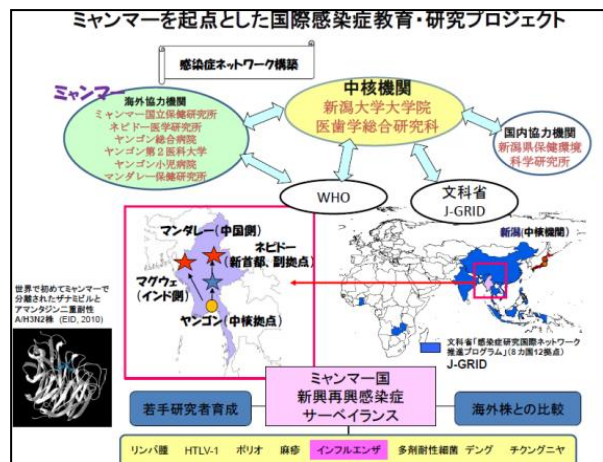 ミャンマーを起点とした国際感染症教育・研究プロジェクト
感染症ネットワーク構築
ミャンマー
海外協力機関
ミャンマー国立保健研究所
ネピドー医学研究所
ヤンゴン総合病院
ヤンゴン第2医科大学
ヤンゴン小児病院
マンダレー保健研究所
中核機関
新潟大学大学院
医歯学総合研究科
国内協力機関
新潟県保健環境
科学研究所
WHO
文科省
J-GRID
マンダレー(中国側)
ネピドー
(新首都、副拠点)
マグウェ
(インド側)
ヤンゴン(中核拠点)
新潟(中核機関)
世界で初めてミャンマーで
分離されたザナミビルと
アマンタジン二重耐性
A/H3N2株 (EID, 2010)
文科省「感染症研究国際ネットワーク
推進プログラム」(8カ国12拠点)
J-GRID
ミャンマー国
新興再興感染症
サーベイランス
若手研究者育成
海外株との比較
リンパ腫 HTLV-1 ポリオ 麻疹 インフルエンザ 多剤耐性細菌 デング チクングニヤ